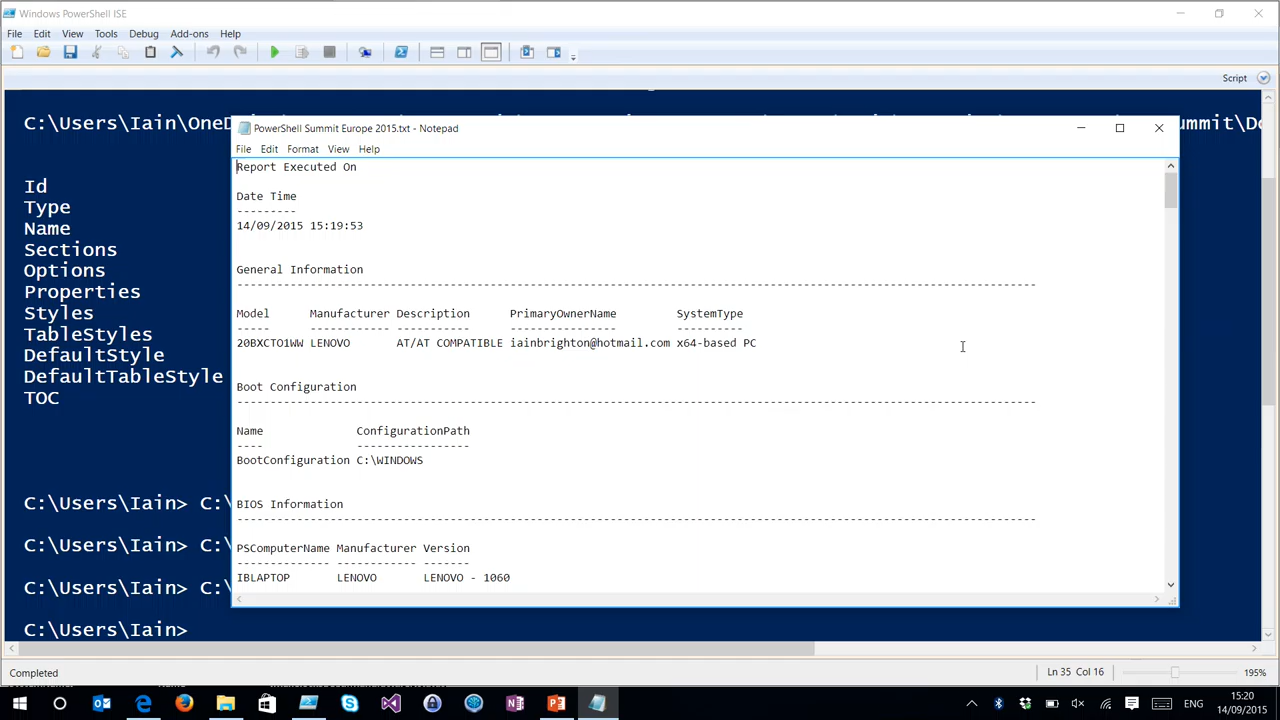 Windows PowerShell ISE
File Edit View Tools Debug Add-ons Help
Script
C:\Users\Iain\OneD
ummit\Do
PowerShell Summit Europe 2015.txt - Notepad
File Edit Format View Help
Id
Type
Name
Sections
Options
Properties
Styles
TableStyles
DefaultStyle
DefaultTableStyle
TOC
C:\Users\Iain> C:\
C:\Users\Iain> C:\
C:\Users\Iain> C:\
C:\Users\Iain>
Report Executed On
Date Time
---------
14/09/2015 15:19:53
General Information
------------------------------------------------------------------------------------------------------------------------
Model Manufacturer Description PrimaryOwnerName SystemType
----- ------------ ----------- ---------------- ----------
20BXCTO1WW LENOVO AT/AT COMPATIBLE iainbrighton@hotmail.com x64-based PC
Boot Configuration
------------------------------------------------------------------------------------------------------------------------
Name ConfigurationPath
---- -----------------
BootConfiguration C:\WINDOWS
BIOS Information
------------------------------------------------------------------------------------------------------------------------
PSComputerName Manufacturer Version
-------------- ------------ -------
IBLAPTOP LENOVO LENOVO - 1060
Completed
Ln 35 Col 16
195%
ENG
15:20
14/09/2015